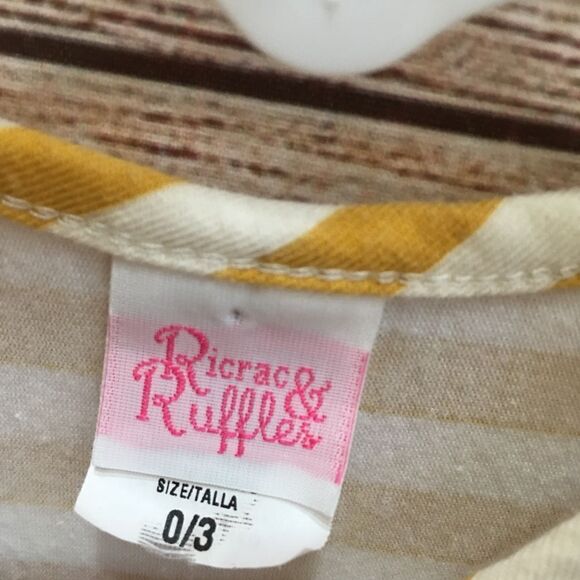 Ricrac &
Ruffles
SIZE/TALLA
0/3